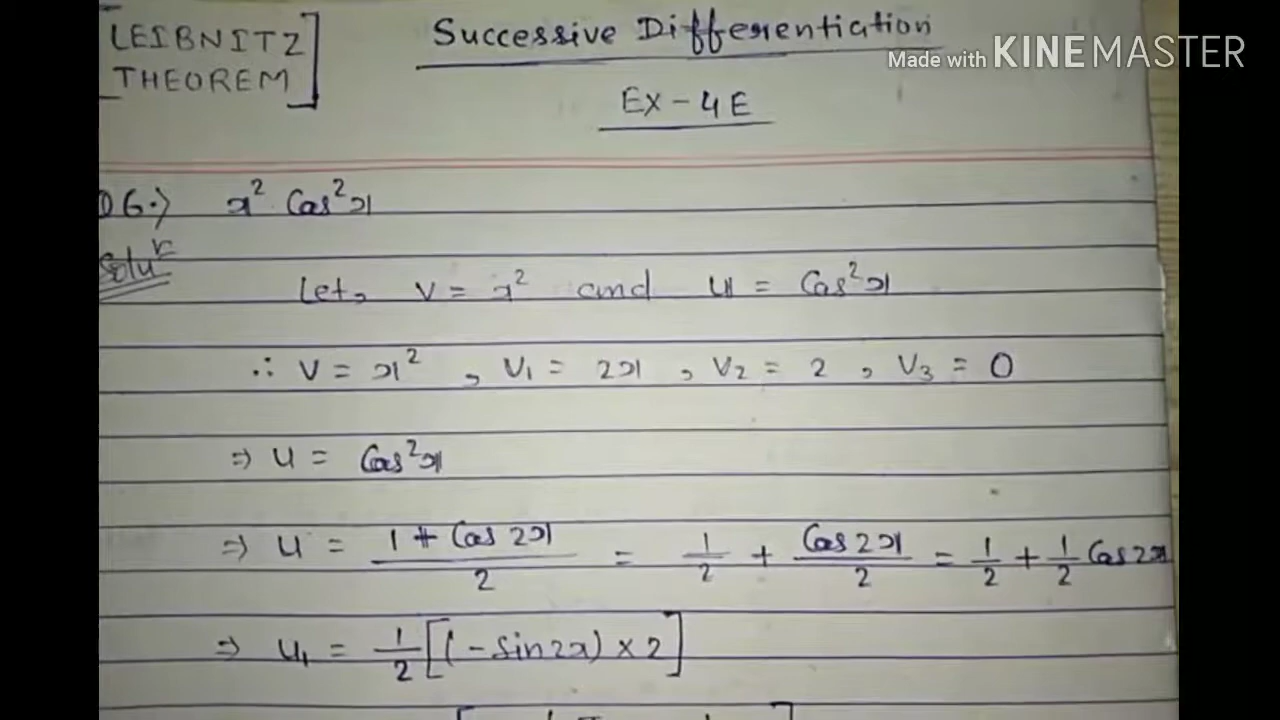 [LEIBNITZ THEOREM]
Successive Differentiation
Made with KINEMASTER
Ex - 4E
Q6.) x² Cos²x
Soluⁿ
Let, v = x² and u = Cos²x
∴ v = x² , v₁ = 2x , v₂ = 2 , v₃ = 0
⇒ u = Cos²x
⇒ u = (1 + Cos 2x)/2 = 1/2 + Cos 2x/2 = 1/2 + 1/2 Cos 2x
⇒ u₁ = 1/2 [(-sin 2x) × 2]